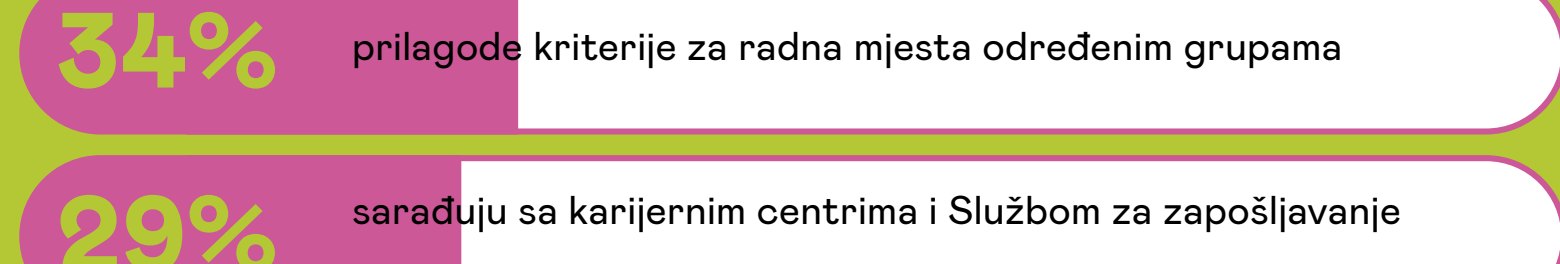 34% prilagode kriterije za radna mjesta određenim grupama
29% sarađuju sa karijernim centrima i Službom za zapošljavanje